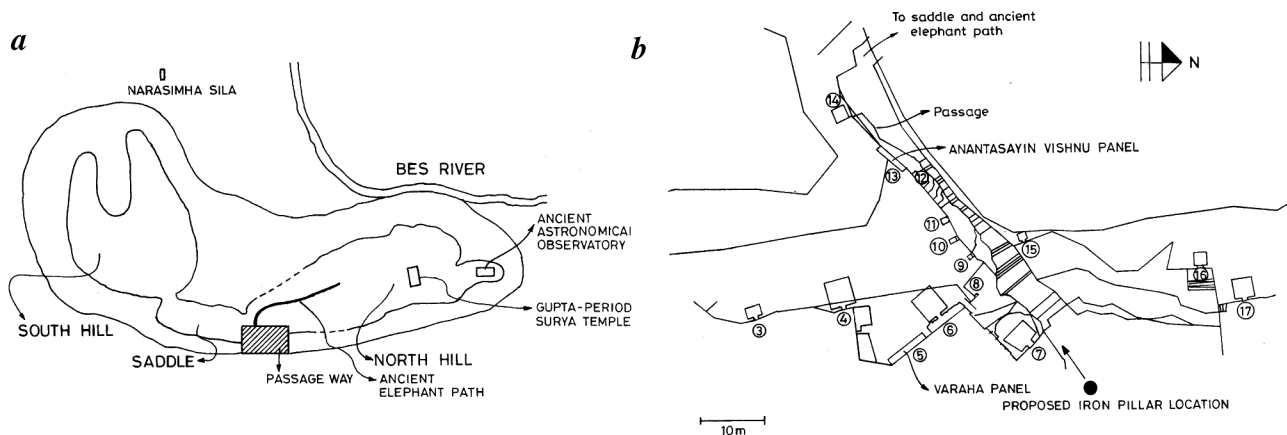 a
NARASIMHA SILA
BES RIVER
ANCIENT
ASTRONOMICAL
OBSERVATORY
GUPTA-PERIOD
SURYA TEMPLE
SOUTH HILL
SADDLE
PASSAGE WAY
ANCIENT
ELEPHANT PATH
NORTH HILL
b
To saddle and ancient
elephant path
N
14
Passage
ANANTASAYIN VISHNU PANEL
13
12
11
10
9
15
8
16
17
3
4
6
5
7
VARAHA PANEL
PROPOSED IRON PILLAR LOCATION
10m